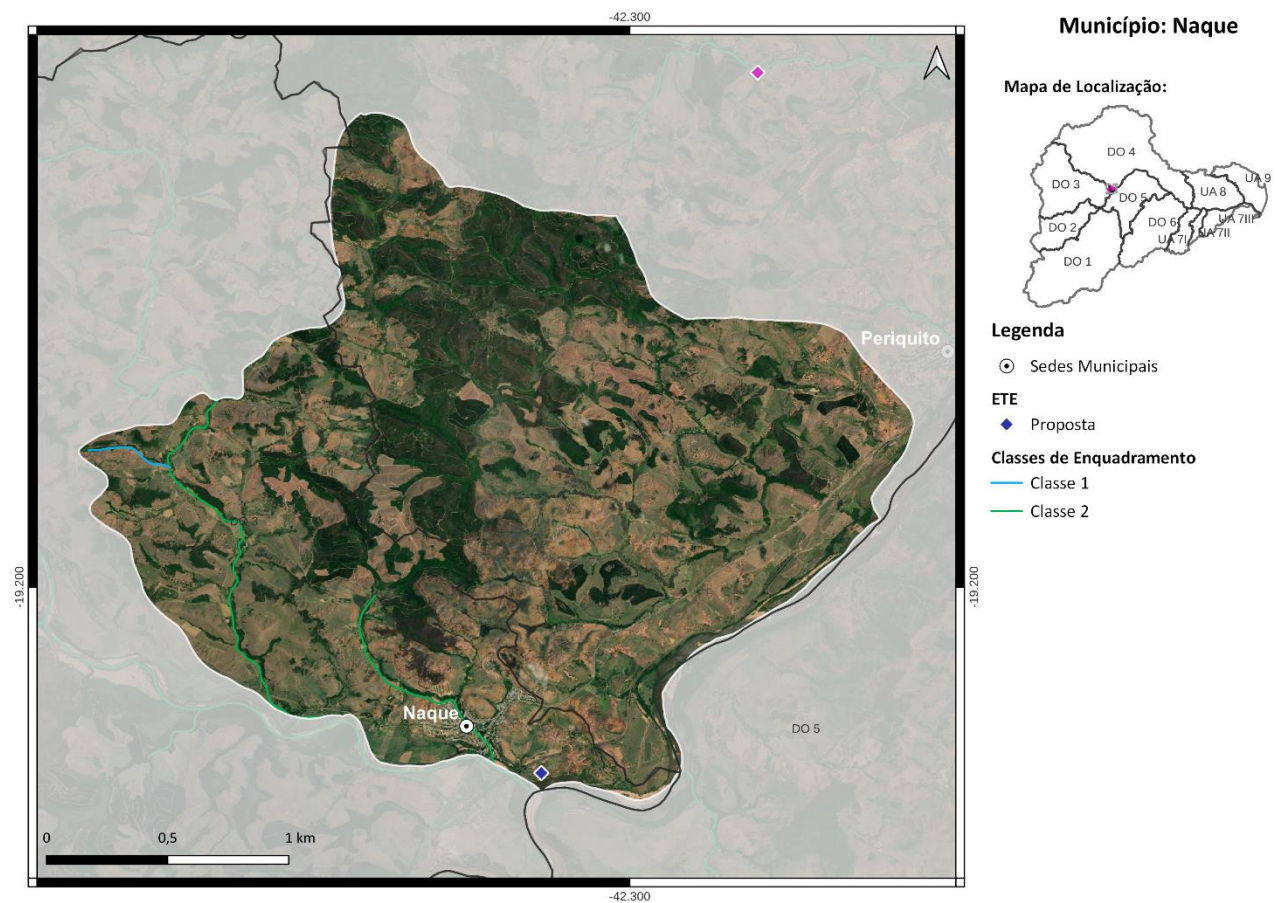 Município: Naque
-42.300
Mapa de Localização:
DO 4
UA 9
DO 3
UA 8
DO 5
UA 7III
DO 2
DO 6
UA 7II
UA 7I
DO 1
Periquito
Legenda
Sedes Municipais
ETE
Proposta
Classes de Enquadramento
Classe 1
Classe 2
-19.200
-19.200
Naque
DO 5
0 0,5 1 km
-42.300